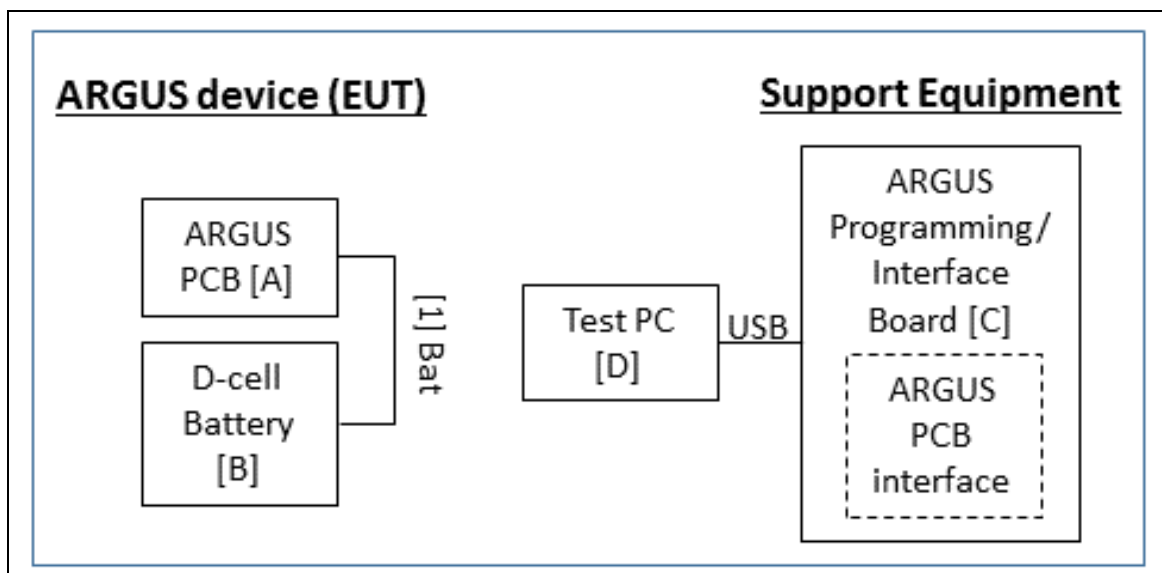 ARGUS device (EUT)
Support Equipment
ARGUS
PCB [A]
D-cell
Battery
[B]
[1] Bat
Test PC
[D]
USB
ARGUS
Programming/
Interface
Board [C]
ARGUS
PCB
interface